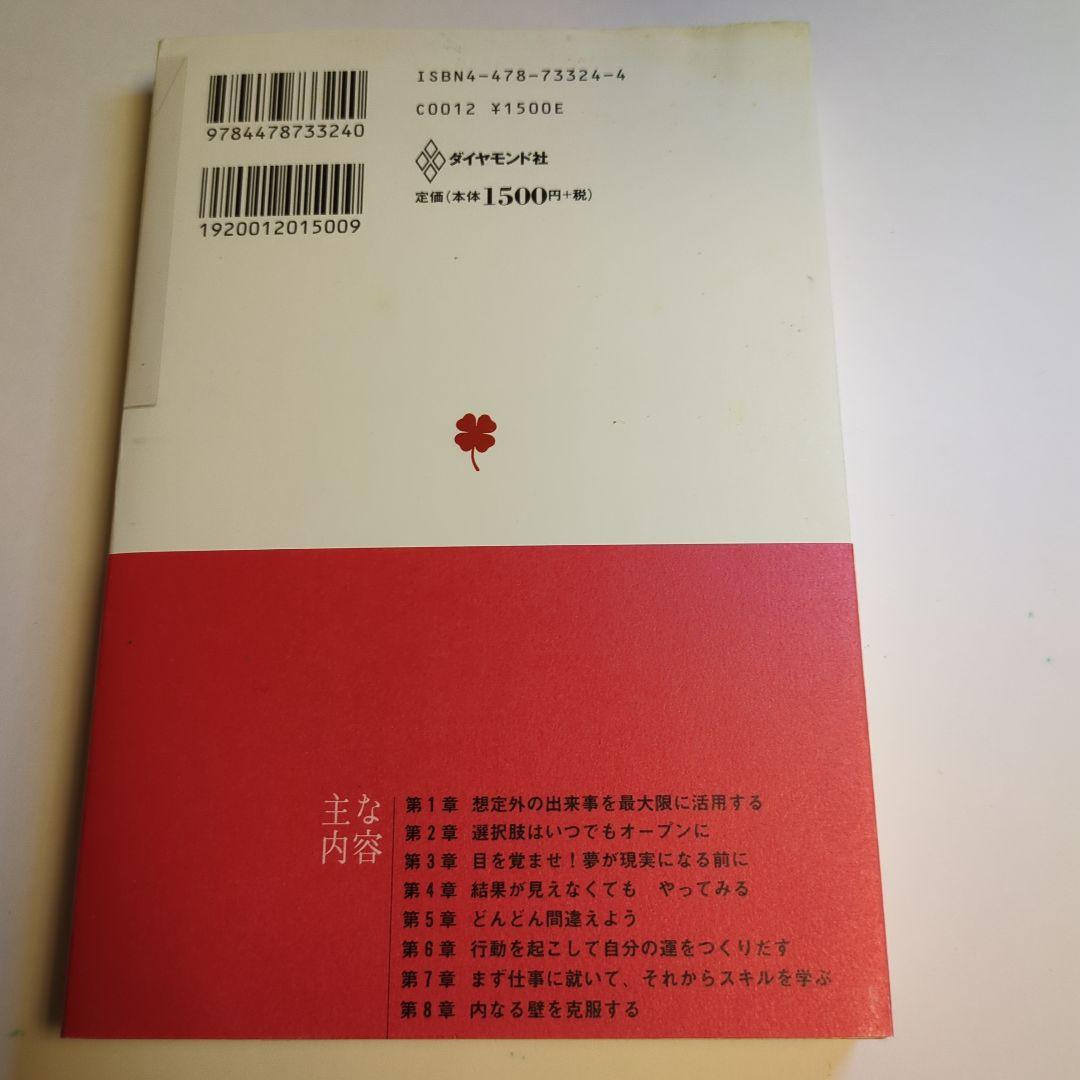 9784478733240
1920012015009
ISBN4-478-73324-4
C0012 ¥1500E
ダイヤモンド社
定価(本体1500円+税)
主な
内容
第1章 想定外の出来事を最大限に活用する
第2章 選択肢はいつでもオープンに
第3章 目を覚ませ!夢が現実になる前に
第4章 結果が見えなくても やってみる
第5章 どんどん間違えよう
第6章 行動を起こして自分の運をつくりだす
第7章 まず仕事に就いて、それからスキルを学ぶ
第8章 内なる壁を克服する